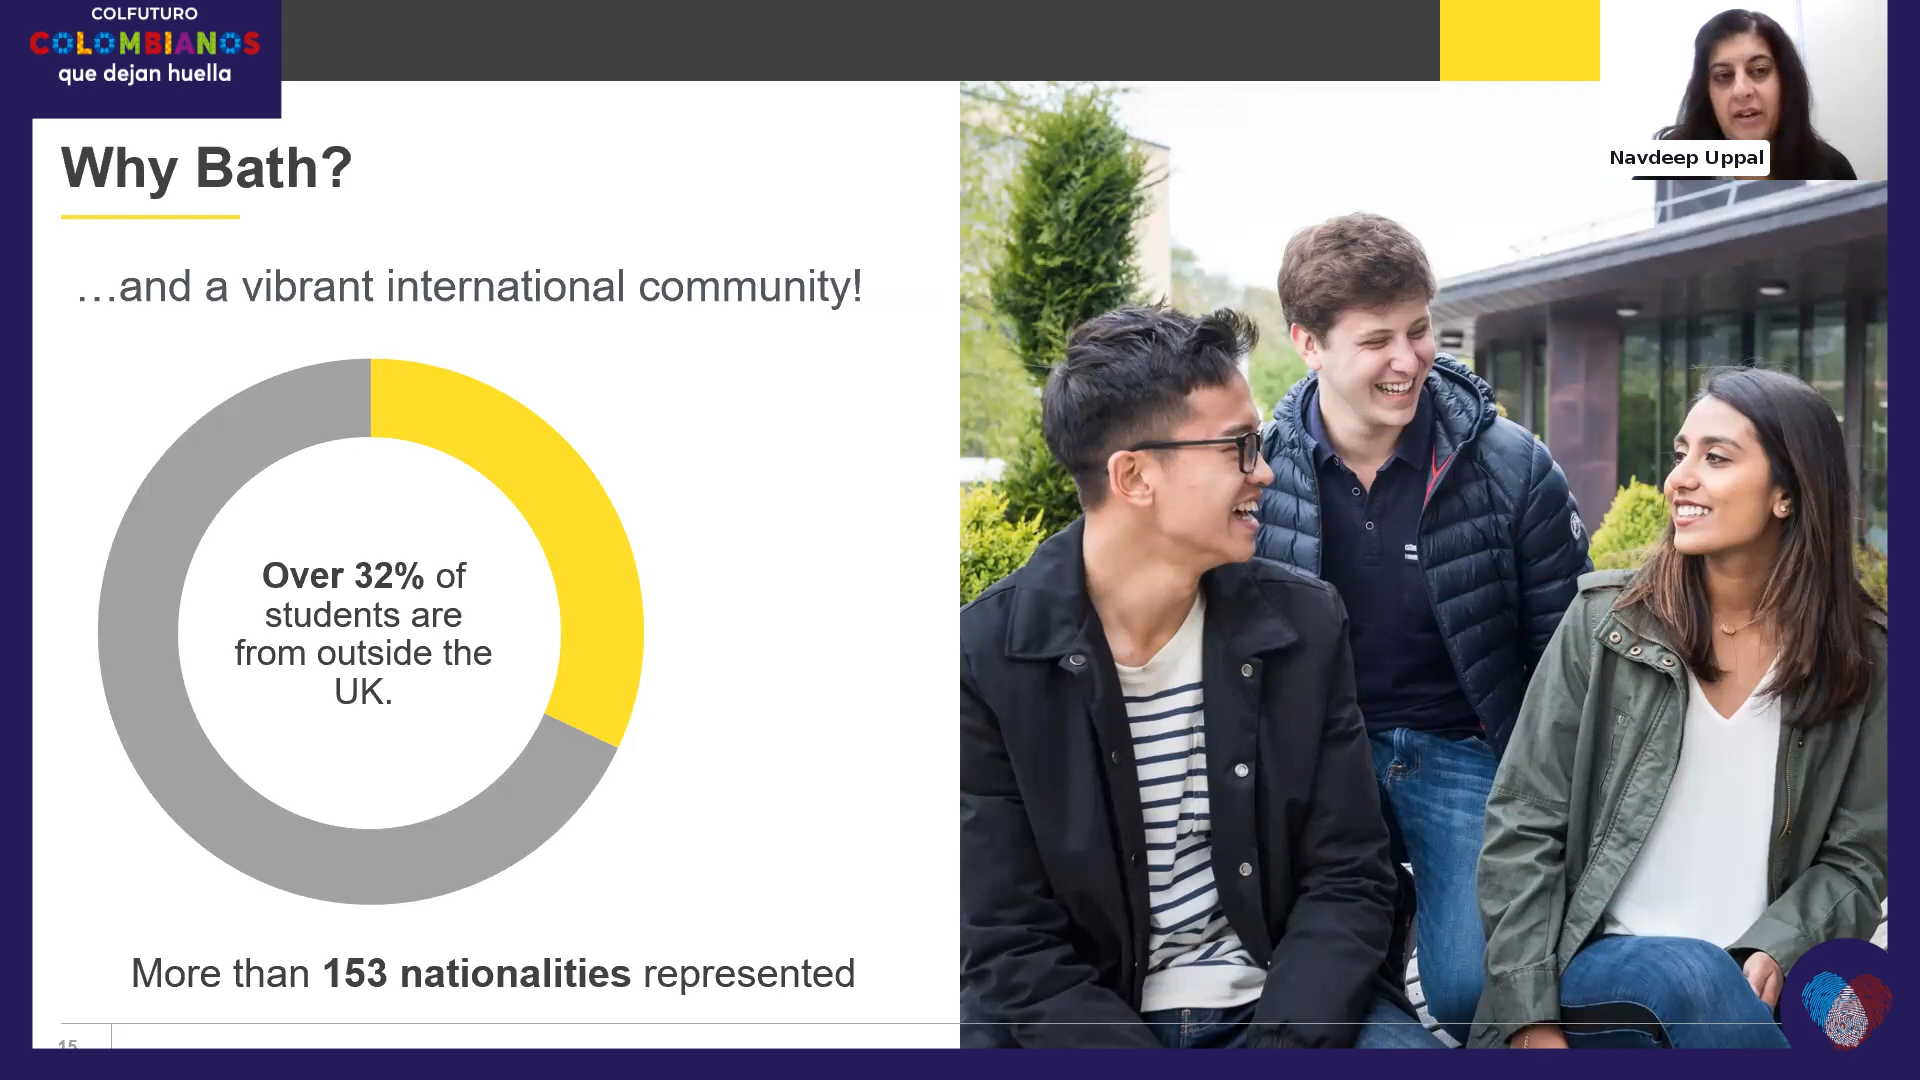 COLFUTURO
COLOMBIANOS
que dejan huella
Navdeep Uppal
Why Bath?
…and a vibrant international community!
Over 32% of
students are
from outside the
UK.
More than 153 nationalities represented
15